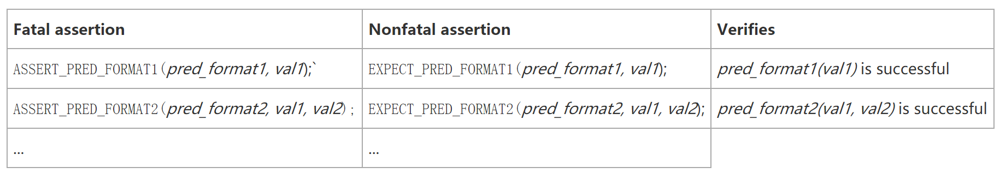 Fatal assertion Nonfatal assertion Verifies
ASSERT_PRED_FORMAT1(pred_format1, val1);` EXPECT_PRED_FORMAT1(pred_format1, val1); pred_format1(val1) is successful
ASSERT_PRED_FORMAT2(pred_format2, val1, val2); EXPECT_PRED_FORMAT2(pred_format2, val1, val2); pred_format2(val1, val2) is successful
... ...